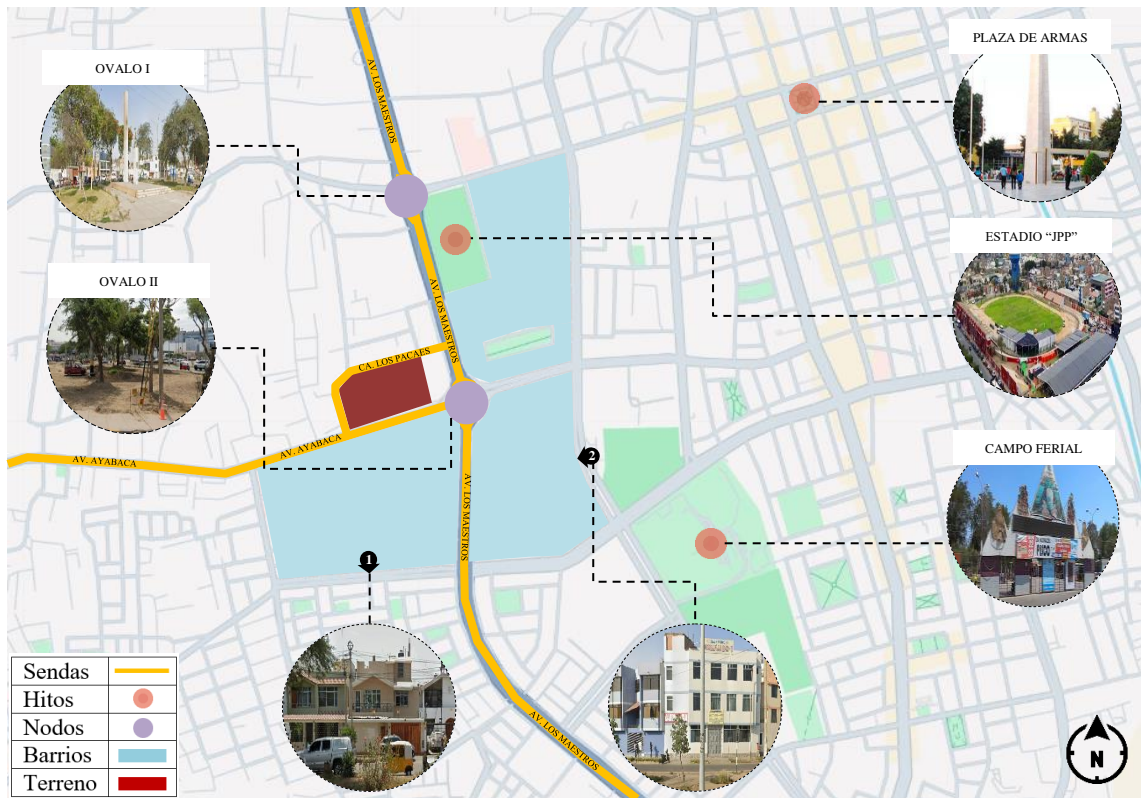 PLAZA DE ARMAS
OVALO I
AV. LOS MAESTROS
ESTADIO “JPP”
OVALO II
AV. LOS MAESTROS
CA. LOS PACAES
AV. AYABACA
AV. AYABACA
CAMPO FERIAL
2
AV. LOS MAESTROS
1
Sendas
Hitos
Nodos
Barrios
Terreno
AV. LOS MAESTROS
N